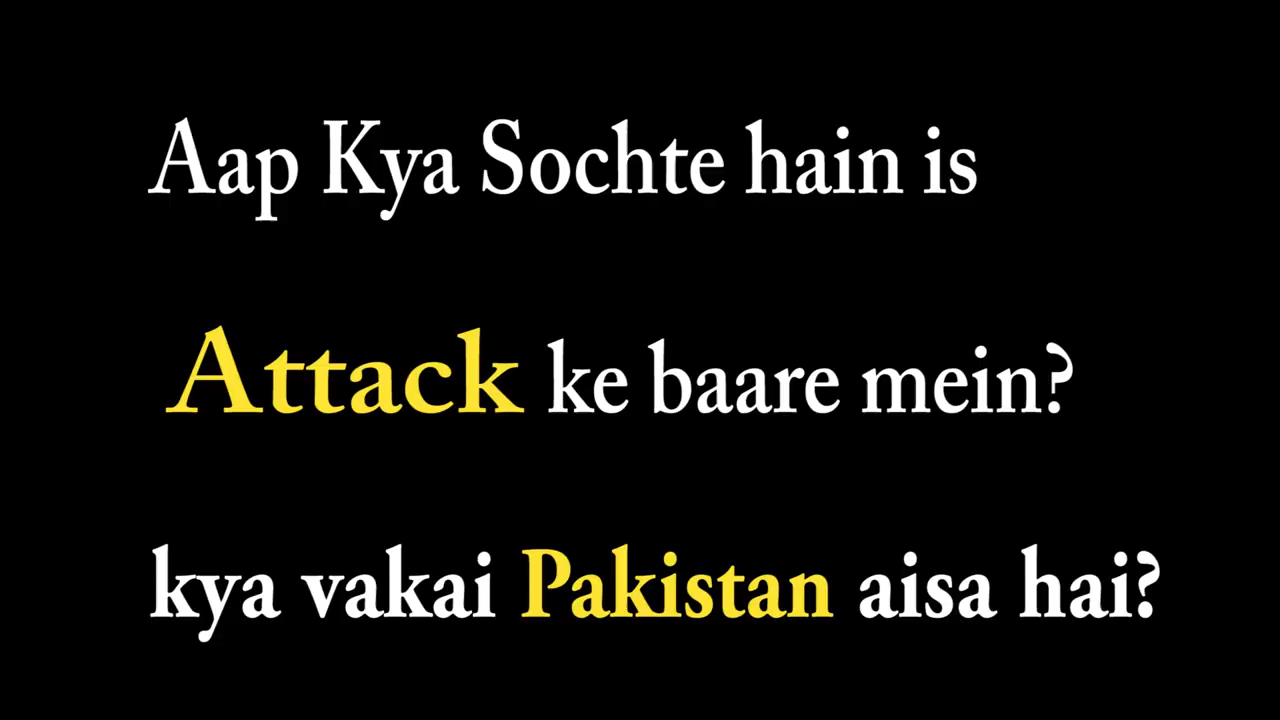 Aap Kya Sochte hain is
Attack ke baare mein?
kya vakai Pakistan aisa hai?